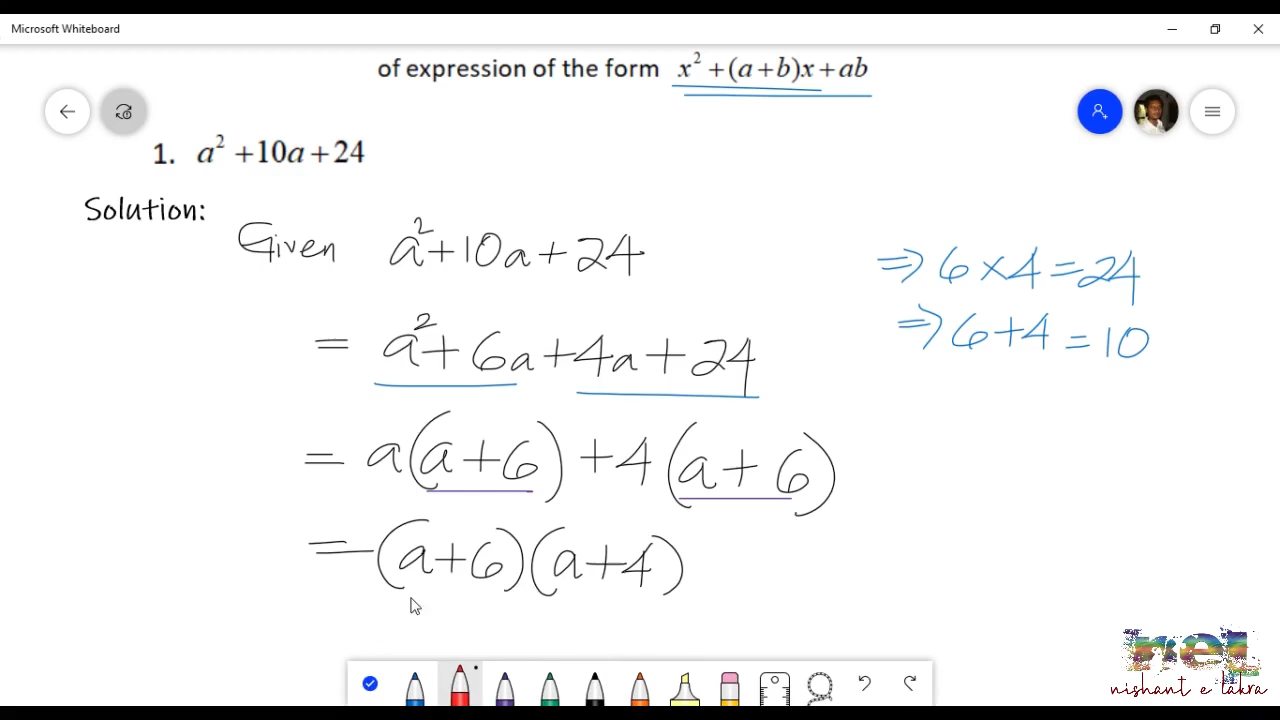 Microsoft Whiteboard
of expression of the form x² + (a+b)x + ab
1. a² + 10a + 24
Solution:
Given a² + 10a + 24
⇒ 6 × 4 = 24
⇒ 6 + 4 = 10
= a² + 6a + 4a + 24
= a(a + 6) + 4(a + 6)
= (a + 6)(a + 4)
nel
nishant e lakra